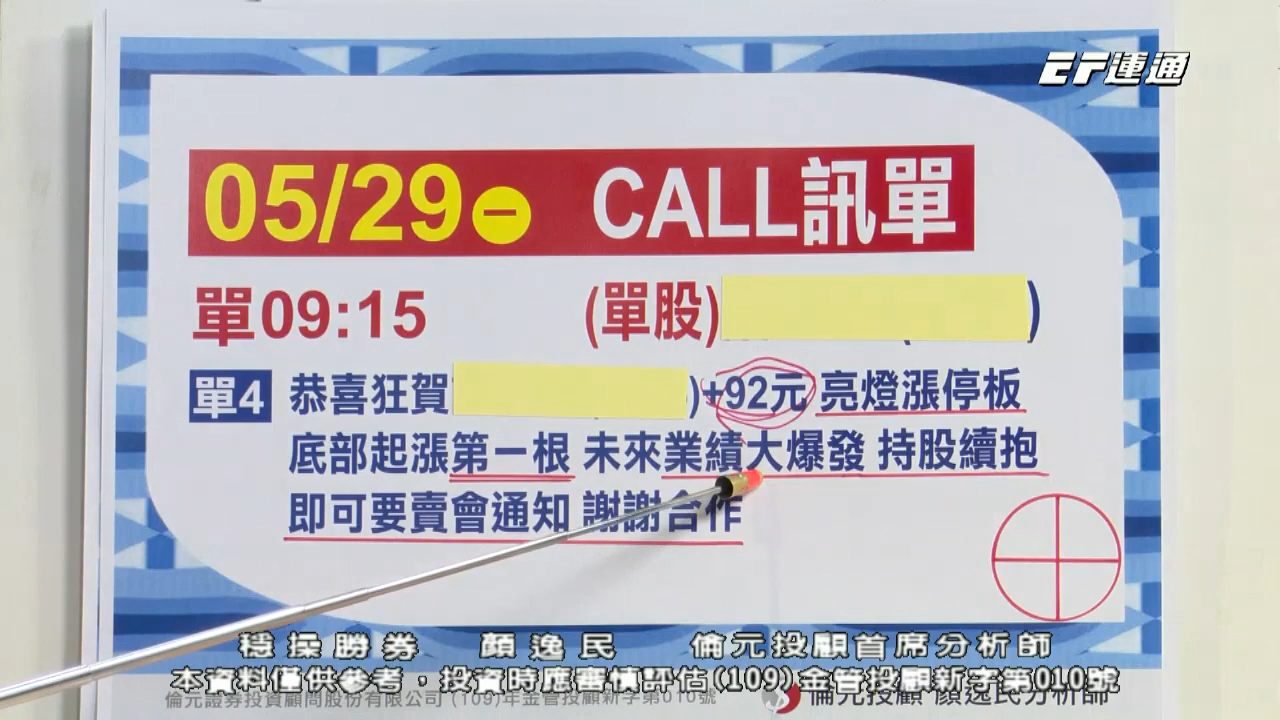 EF運通
05/29㊀ CALL訊單
單09:15 (單股) )
單4 恭喜狂賀 )+92元 亮燈漲停板
底部起漲第一根 未來業績大爆發 持股續抱
即可要賣會通知 謝謝合作
穩操勝券 顏逸民 倫元投顧首席分析師
本資料僅供參考，投資時應審慎評估(109)金管投顧新字第010號
倫元證券投資顧問股份有限公司 (109)年金管投顧新字第010號 倫元投顧 顏逸民分析師